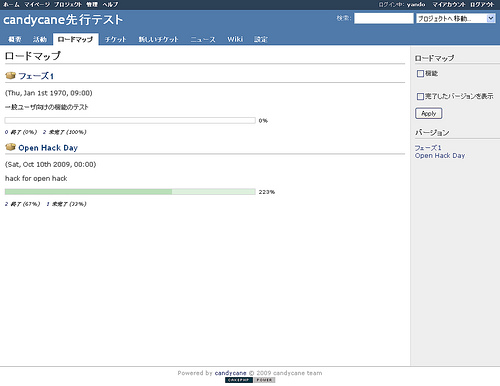 ホーム マイページ プロジェクト 管理 ヘルプ
ログイン中: yando マイアカウント ログアウト
candycane先行テスト
検索: プロジェクトへ移動...
概要 活動 ロードマップ チケット 新しいチケット ニュース Wiki 設定
ロードマップ
フェーズ1
(Thu, Jan 1st 1970, 09:00)
一般ユーザ向けの機能のテスト
0%
0 終了 (0%) 2 未完了 (100%)
Open Hack Day
(Sat, Oct 10th 2009, 00:00)
hack for open hack
223%
2 終了 (67%) 1 未完了 (33%)
ロードマップ
機能
完了したバージョンを表示
Apply
バージョン
フェーズ1
Open Hack Day
Powered by candycane © 2009 candycane team
CAKEPHP POWER